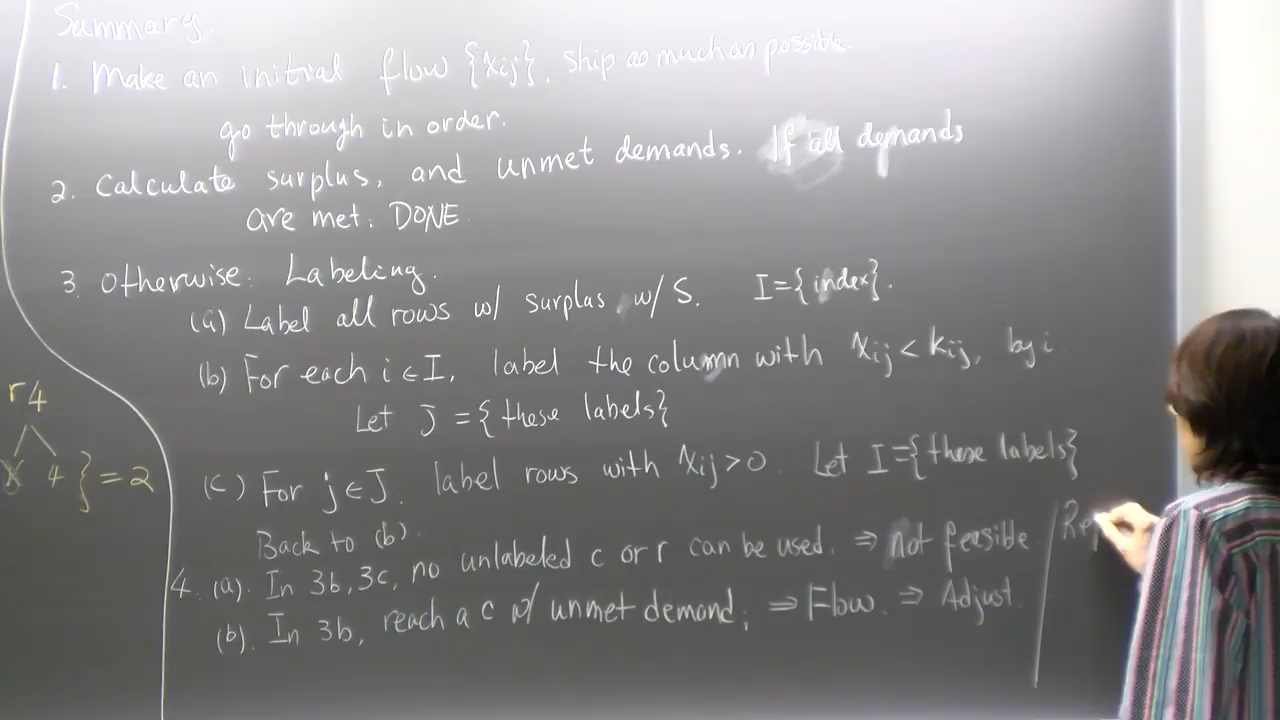 Summary.
1. Make an initial flow {xij}. Ship as much as possible.
go through in order.
2. Calculate surplus, and unmet demands. If all demands
are met: DONE.
3. Otherwise: Labeling.
(a) Label all rows w/ surplus, w/ S. I={index}.
(b) For each i∈I, label the column with xij < kij, by i.
Let J = {these labels}
(c) For j∈J. label rows with xij>0. Let I={these labels}
Back to (b).
4. (a). In 3b, 3c, no unlabeled c or r can be used. ⇒ not feasible
(b). In 3b, reach a c w/ unmet demand; ⇒ Flow. ⇒ Adjust.
Rep
r4
4 } = 2